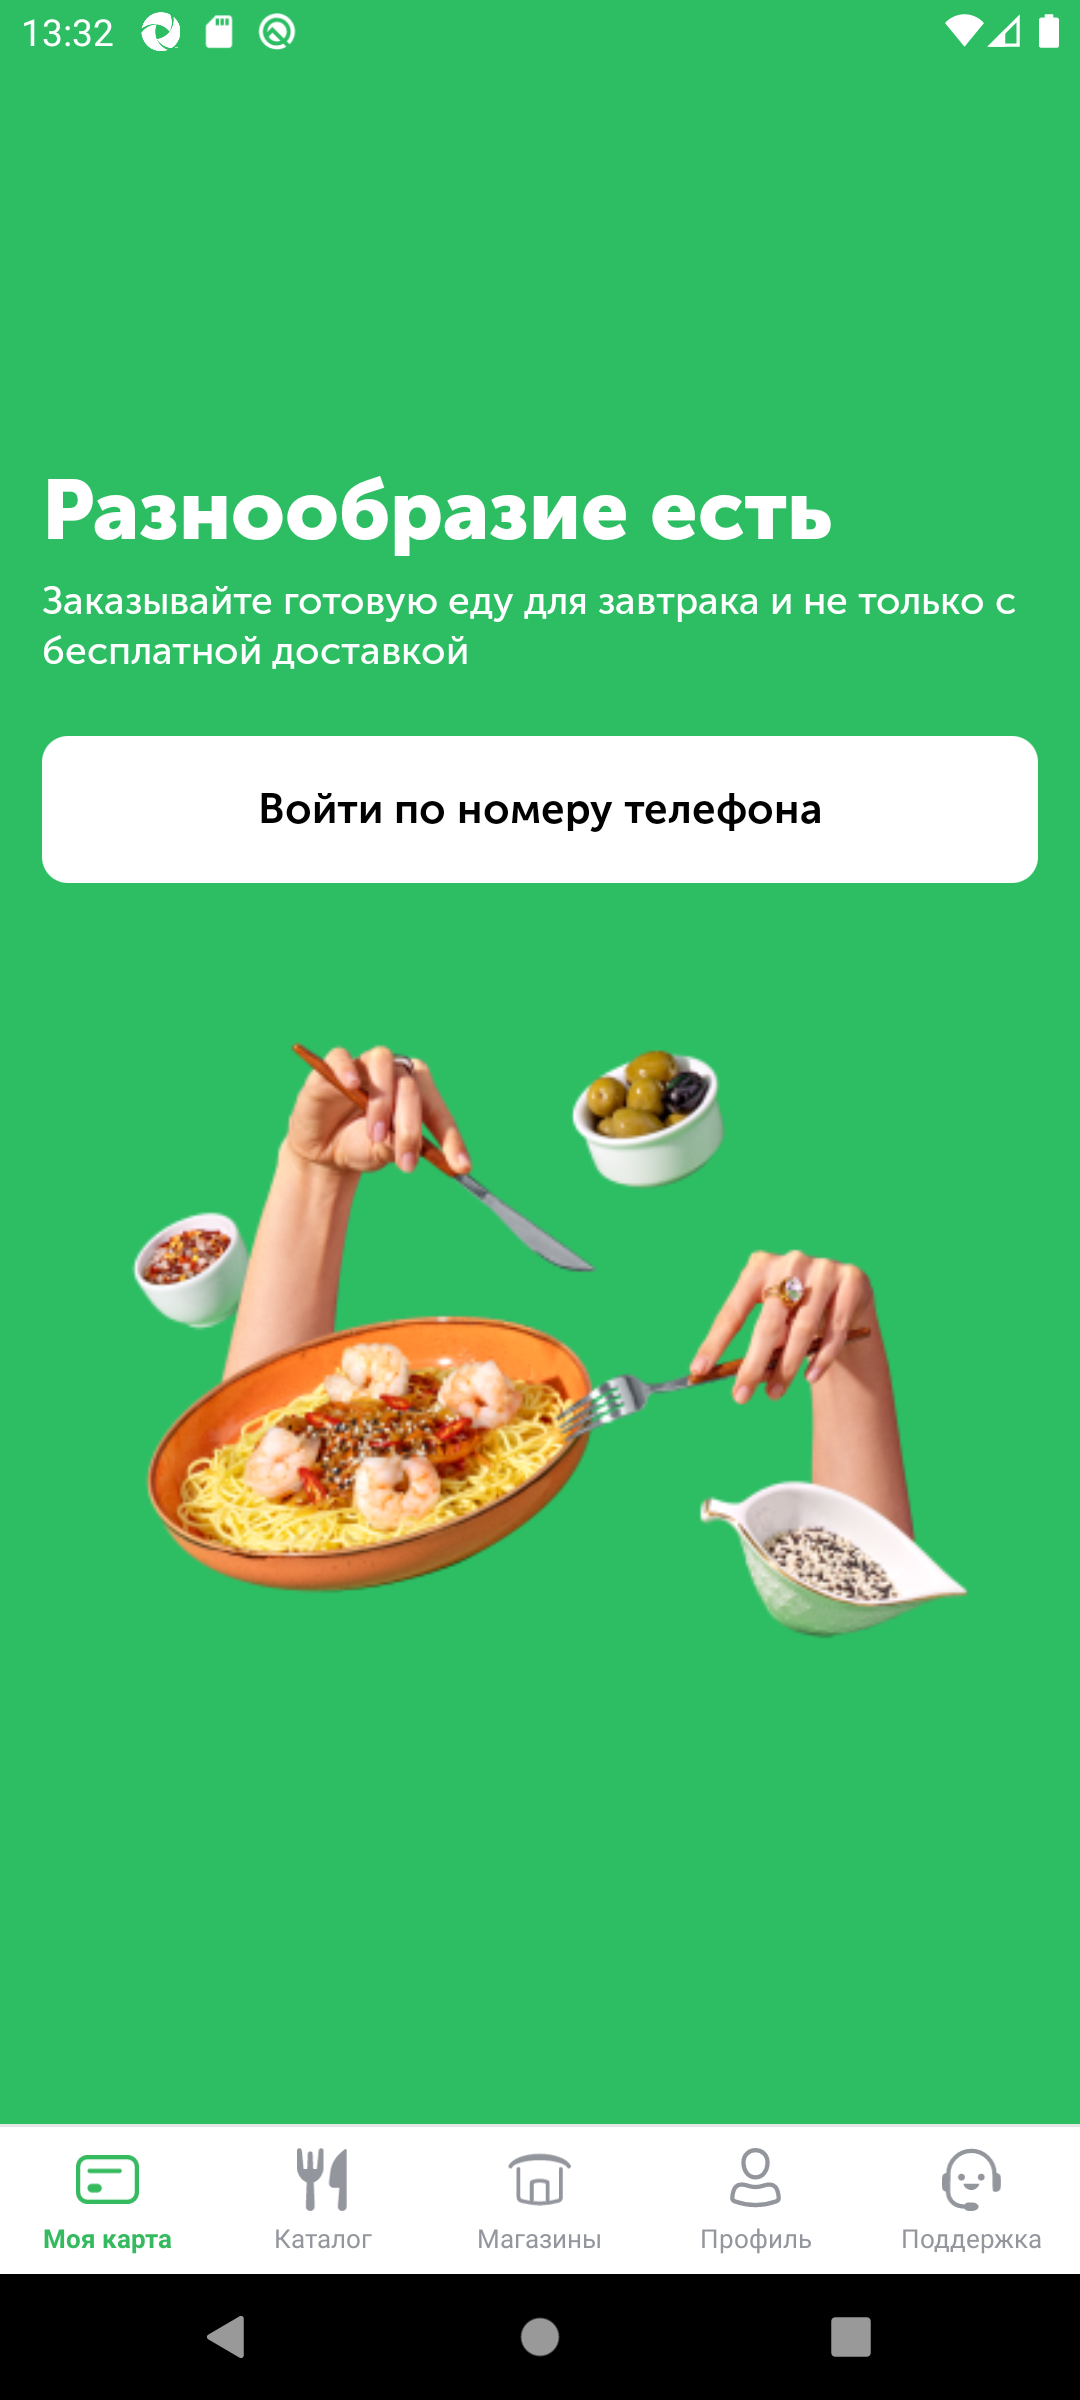 13:32
Разнообразие есть
Заказывайте готовую еду для завтрака и не только с
бесплатной доставкой
Войти по номеру телефона
Моя карта
Каталог
Магазины
Профиль
Поддержка